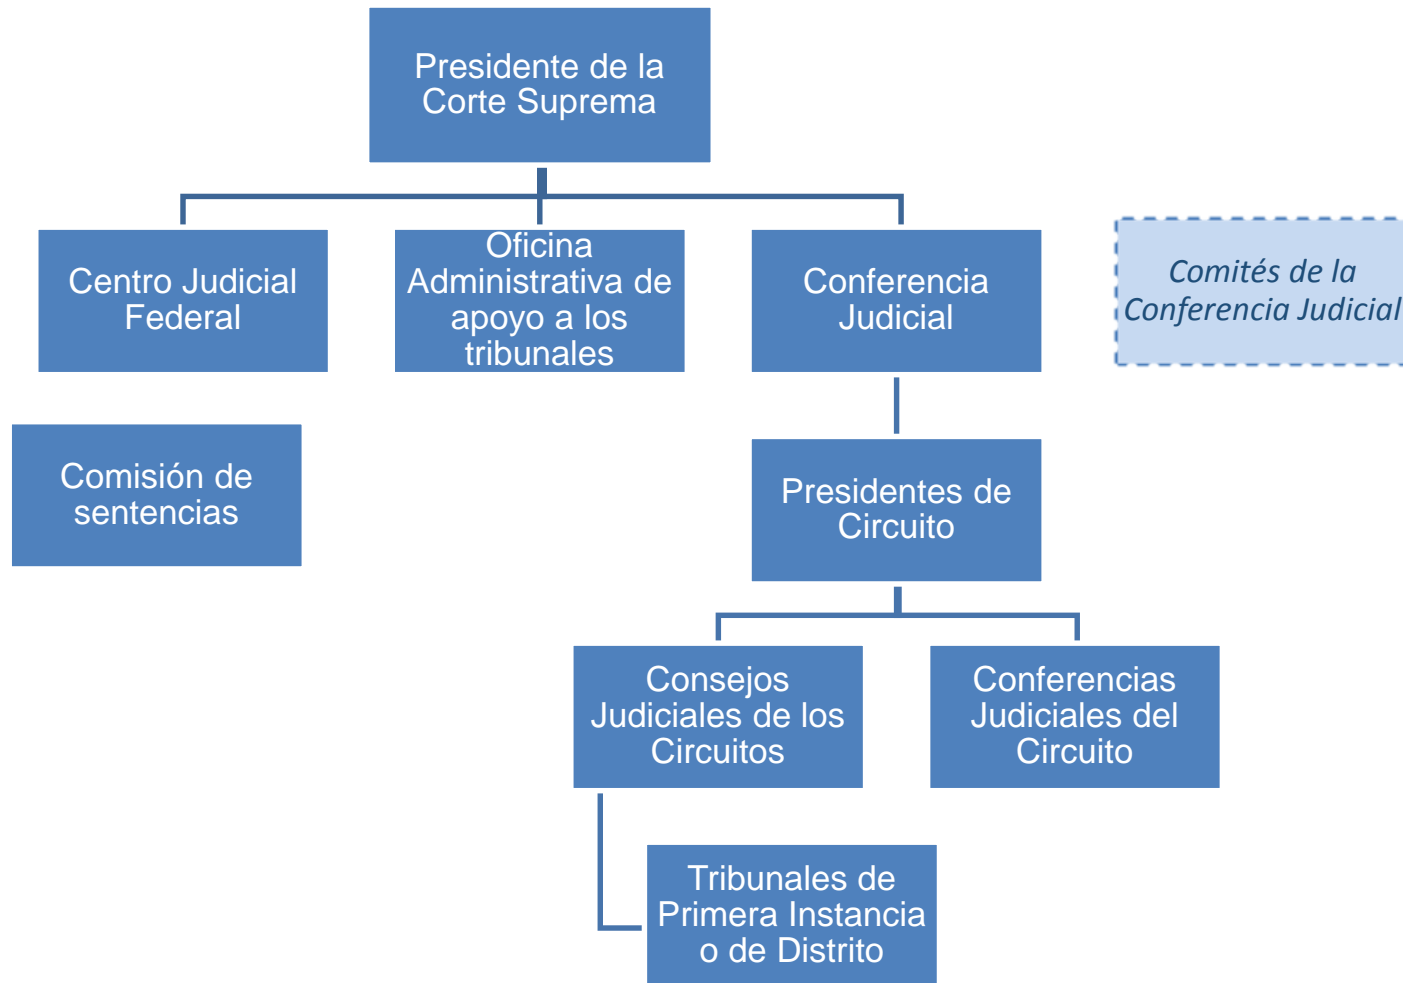 Presidente de la
Corte Suprema
Centro Judicial
Federal
Oficina
Administrativa de
apoyo a los
tribunales
Conferencia
Judicial
Comités de la
Conferencia Judicial
Comisión de
sentencias
Presidentes de
Circuito
Consejos
Judiciales de los
Circuitos
Conferencias
Judiciales del
Circuito
Tribunales de
Primera Instancia
o de Distrito